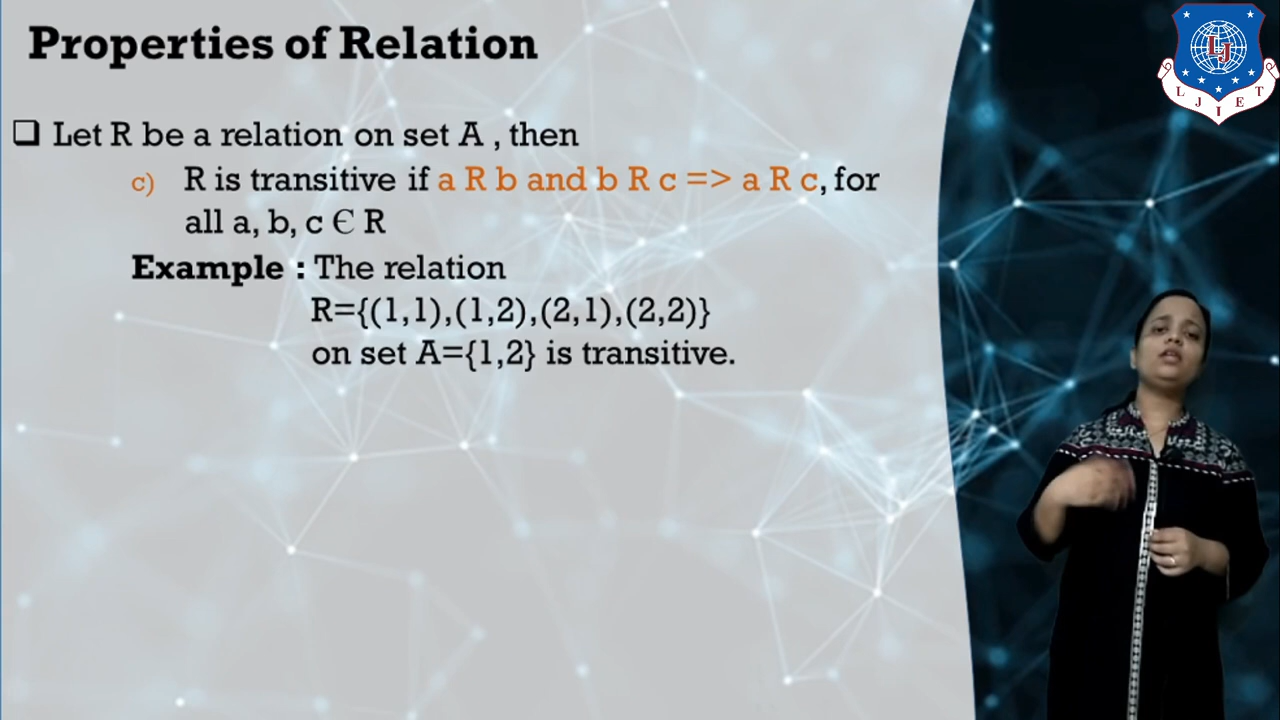 Properties of Relation
❑ Let R be a relation on set A , then
c) R is transitive if a R b and b R c => a R c, for
all a, b, c Є R
Example : The relation
R={(1,1),(1,2),(2,1),(2,2)}
on set A={1,2} is transitive.
LJ
L J I E T